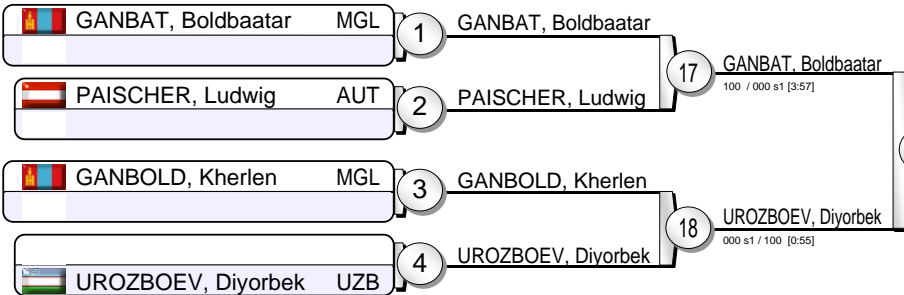 GANBAT, Boldbaatar MGL
1
GANBAT, Boldbaatar
17
GANBAT, Boldbaatar
100 / 000 s1 [3:57]
PAISCHER, Ludwig AUT
2
PAISCHER, Ludwig
GANBOLD, Kherlen MGL
3
GANBOLD, Kherlen
18
UROZBOEV, Diyorbek
000 s1 / 100 [0:55]
UROZBOEV, Diyorbek UZB
4
UROZBOEV, Diyorbek